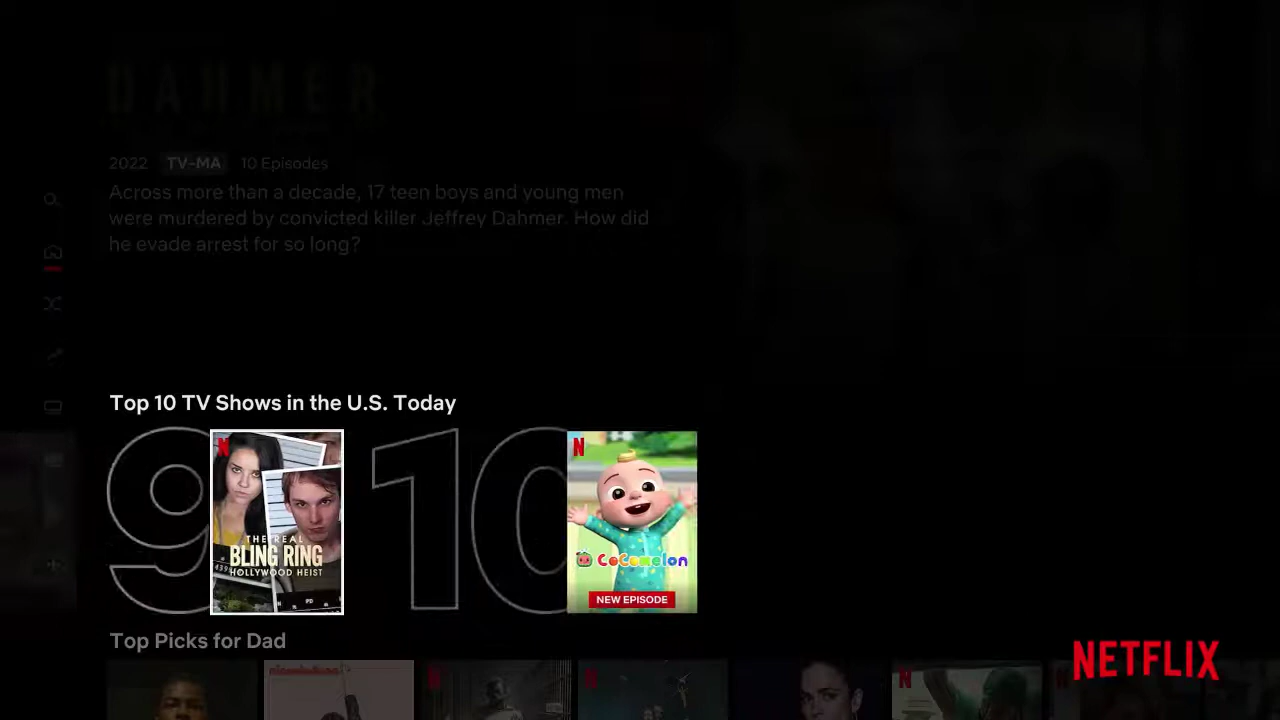 DAHMER
2022 TV-MA 10 Episodes
Across more than a decade, 17 teen boys and young men
were murdered by convicted killer Jeffrey Dahmer. How did
he evade arrest for so long?
Top 10 TV Shows in the U.S. Today
9
N
THE REAL
BLING RING
HOLLYWOOD HEIST
10
N
CoComelon
NEW EPISODE
Top Picks for Dad
nickelodeon
N
N
N
NETFLIX